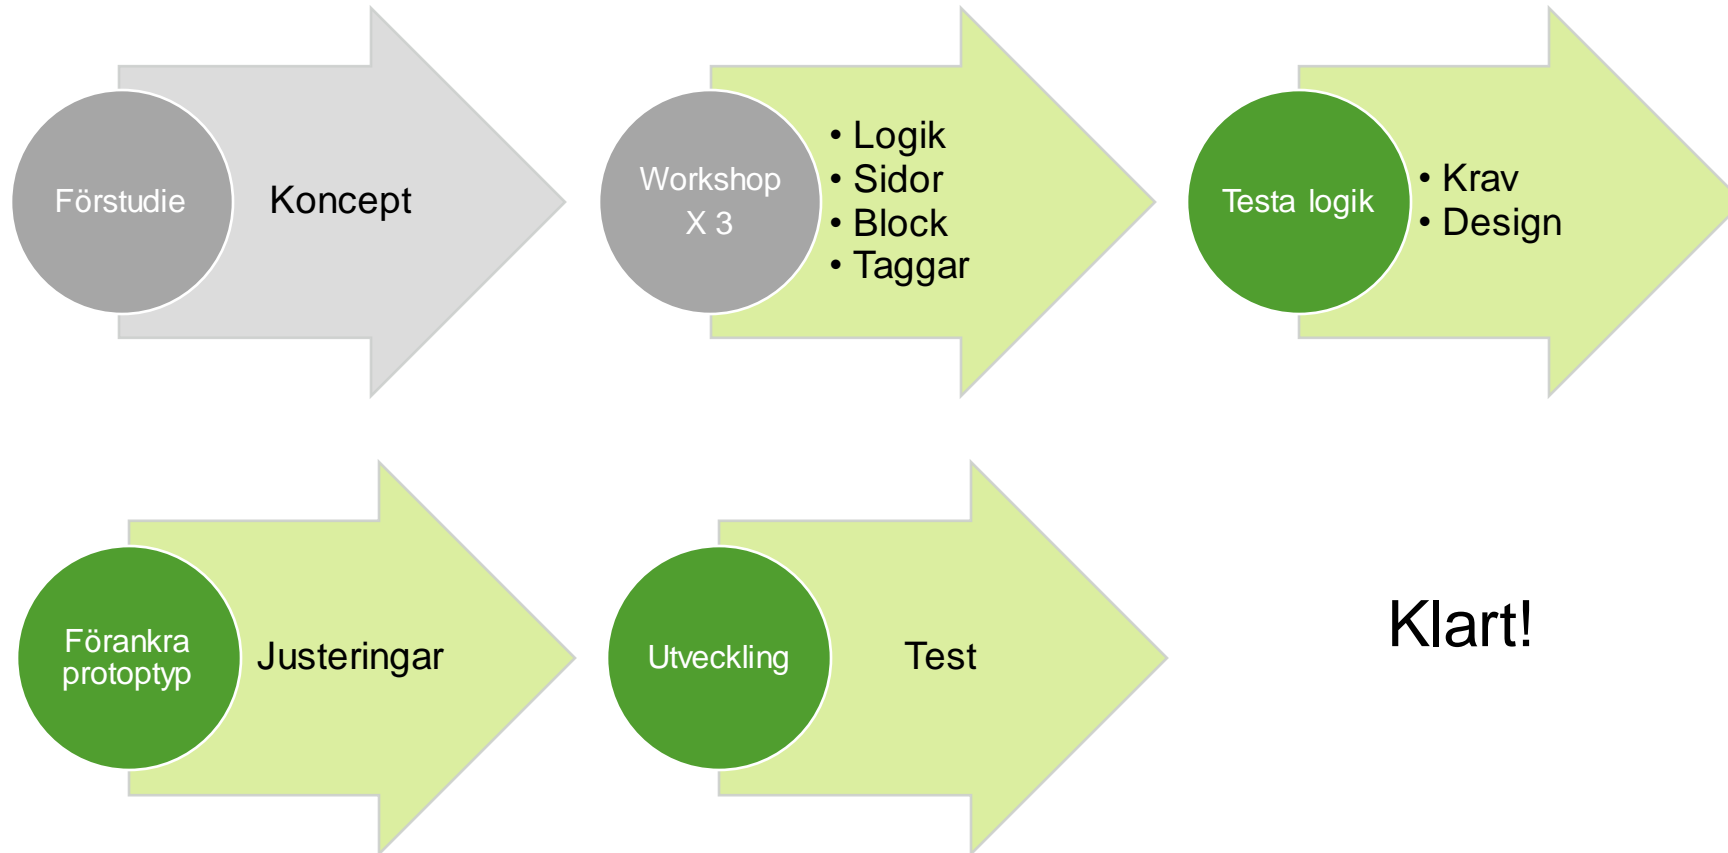 Förstudie
Koncept
Workshop
X 3
• Logik
• Sidor
• Block
• Taggar
Testa logik
• Krav
• Design
Förankra
protoptyp
Justeringar
Utveckling
Test
Klart!